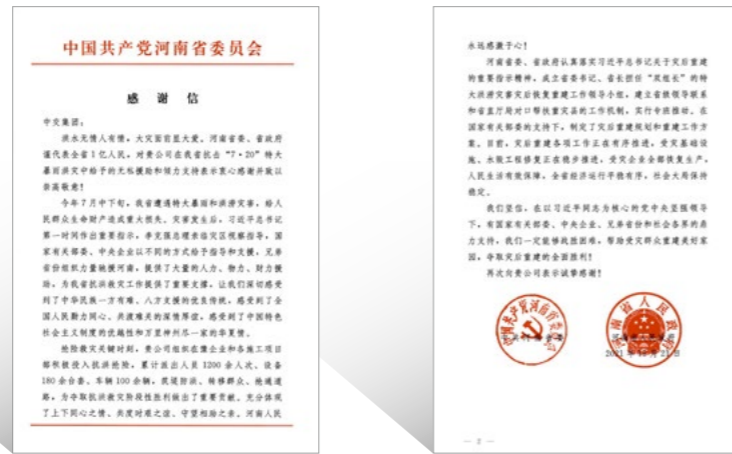 中国共产党河南省委员会
感 谢 信
中交集团：
洪水无情人有情，大灾面前显大爱。河南省委、省政府
谨代表全省1亿人民，对贵公司在我省抗击“7·20”特大
暴雨洪灾中给予的无私援助和倾力支持表示衷心感谢并致以
崇高敬意！
今年7月中下旬，我省遭遇特大暴雨和洪涝灾害，给人
民群众生命财产造成重大损失。灾害发生后，习近平总书记
第一时间作出重要指示，李克强总理亲临灾区视察指导，国
家有关部委、中央企业以不同的方式给予指导和支援，兄弟
省份组织力量驰援河南，提供了大量的人力、物力、财力援
助，为我省抗洪救灾工作提供了重要支撑，让我们深切感受
到了中华民族一方有难、八方支援的优良传统，感受到了全
国人民勠力同心、共渡难关的深情厚谊，感受到了中国特色
社会主义制度的优越性和万里神州尽一家的华夏情。
抢险救灾关键时刻，贵公司组织在豫企业和各施工项目
部积极投入抗洪抢险，累计派出人员1200余人次、设备
180余台套、车辆100余辆，筑堤防洪、转移群众、抢通道
路，为夺取抗洪救灾阶段性胜利做出了重要贡献。充分体现
了上下同心之情、共度时艰之谊、守望相助之亲。河南人民
永远感激于心！
河南省委、省政府认真落实习近平总书记关于灾后重建
的重要指示精神，成立省委书记、省长担任“双组长”的特
大洪涝灾害灾后恢复重建工作领导小组，建立省级领导联系
和省直厅局对口帮扶重灾县的工作机制，实行专班推动。在
国家有关部委的支持下，制定了灾后重建规划和重建工作方
案。目前，灾后重建各项工作正在有序推进，受灾基础设
施、水毁工程修复正在稳步推进，受灾企业全部恢复生产，
人民生活有效保障，全省经济运行平稳有序，社会大局保持
稳定。
我们坚信，在以习近平同志为核心的党中央坚强领导
下，有国家有关部委、中央企业、兄弟省份和社会各界的鼎
力支持，我们一定能够战胜困难，帮助受灾群众重建美好家
园，夺取灾后重建的全面胜利！
再次向贵公司表示诚挚感谢！
中国共产党河南省委员会
河南省人民政府
— 2 —